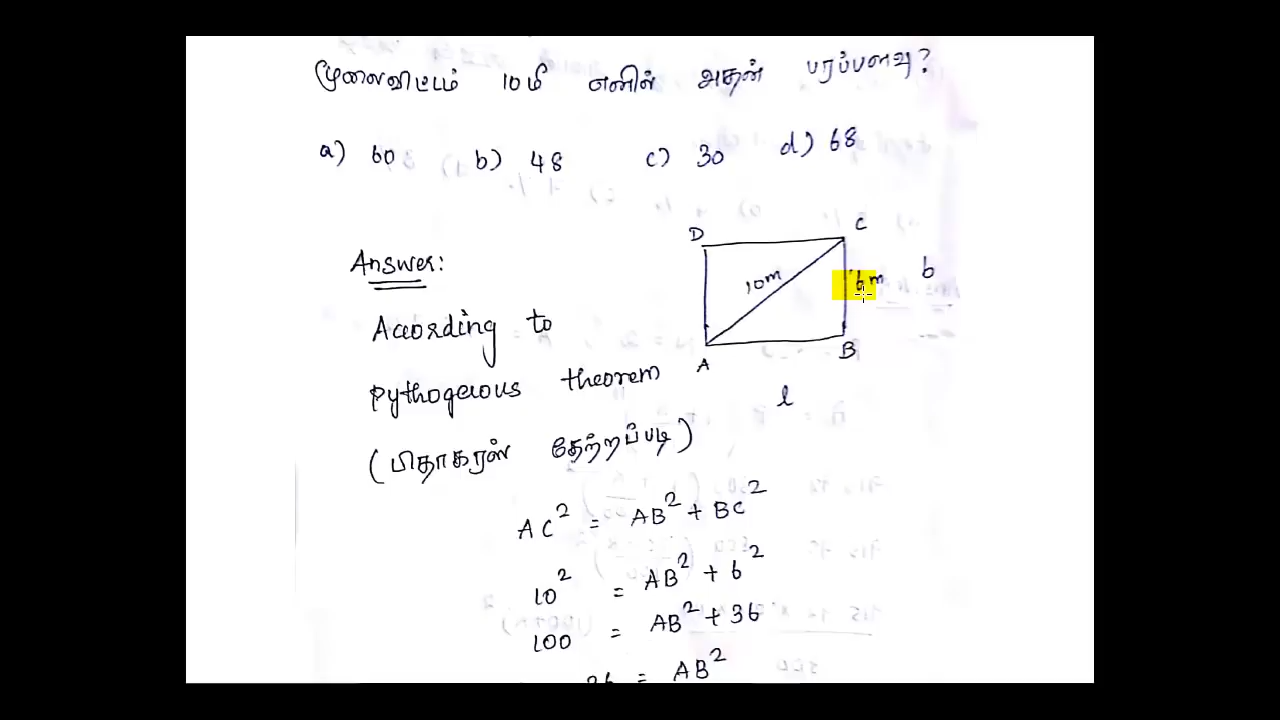 மூலைவிட்டம் 10மீ எனில் அதன் பரப்பளவு?
a) 60 b) 48 c) 30 d) 68
D C
Answer: 10m 6m b
According to
A B
pythogerous theorem
l
(பிதாகரஸ் தேற்றப்படி)
AC² = AB² + BC²
10² = AB² + 6²
100 = AB² + 36
= AB²